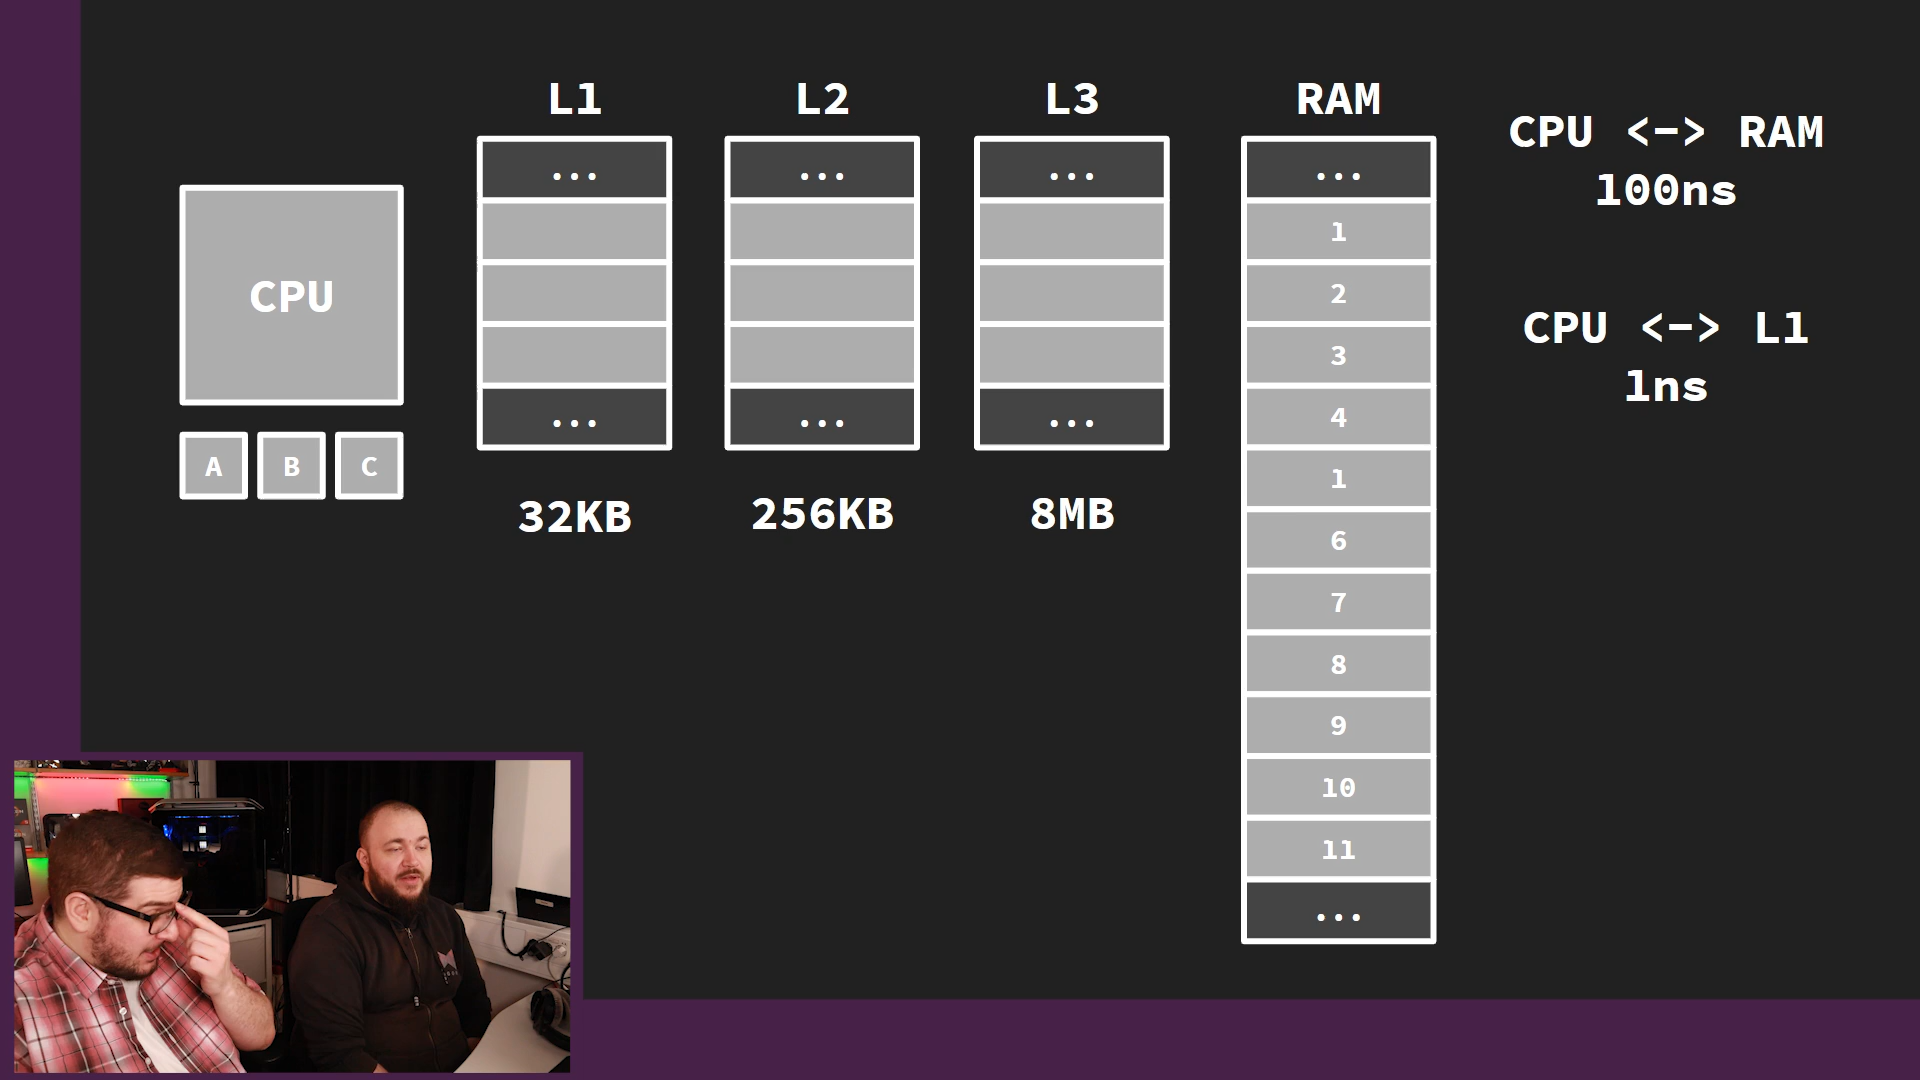 L1
L2
L3
RAM
CPU <-> RAM
100ns
CPU <-> L1
1ns
CPU
A
B
C
...
...
32KB
...
...
256KB
...
...
8MB
...
1
2
3
4
1
6
7
8
9
10
11
...